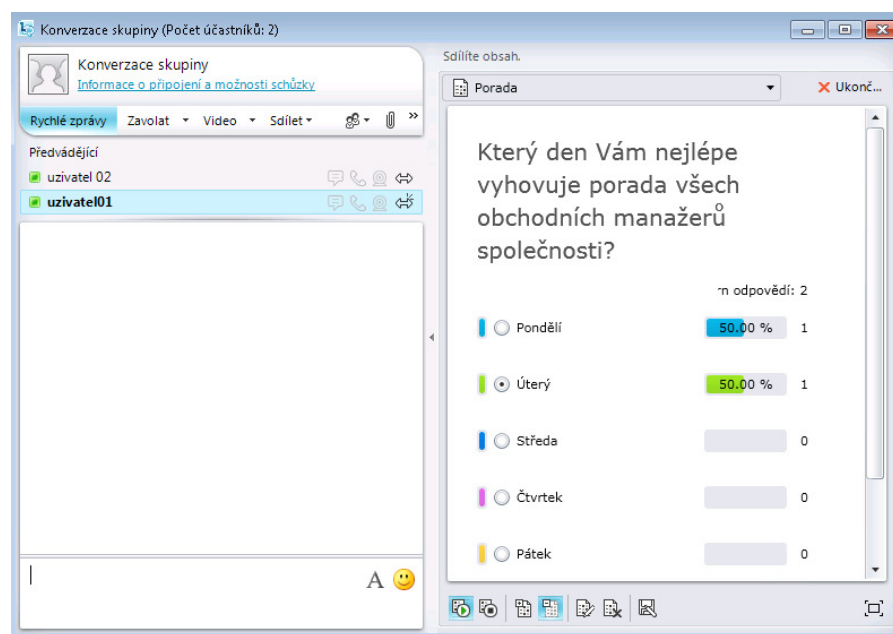 Konverzace skupiny (Počet účastníků: 2)
Konverzace skupiny
Informace o připojení a možnosti schůzky
Rychlé zprávy Zavolat Video Sdílet »
Předvádějící
uzivatel 02
uzivatel01
A
Sdílíte obsah.
Porada Ukonč...
Který den Vám nejlépe
vyhovuje porada všech
obchodních manažerů
společnosti?
odpovědí: 2
Pondělí 50.00 % 1
Úterý 50.00 % 1
Středa 0
Čtvrtek 0
Pátek 0